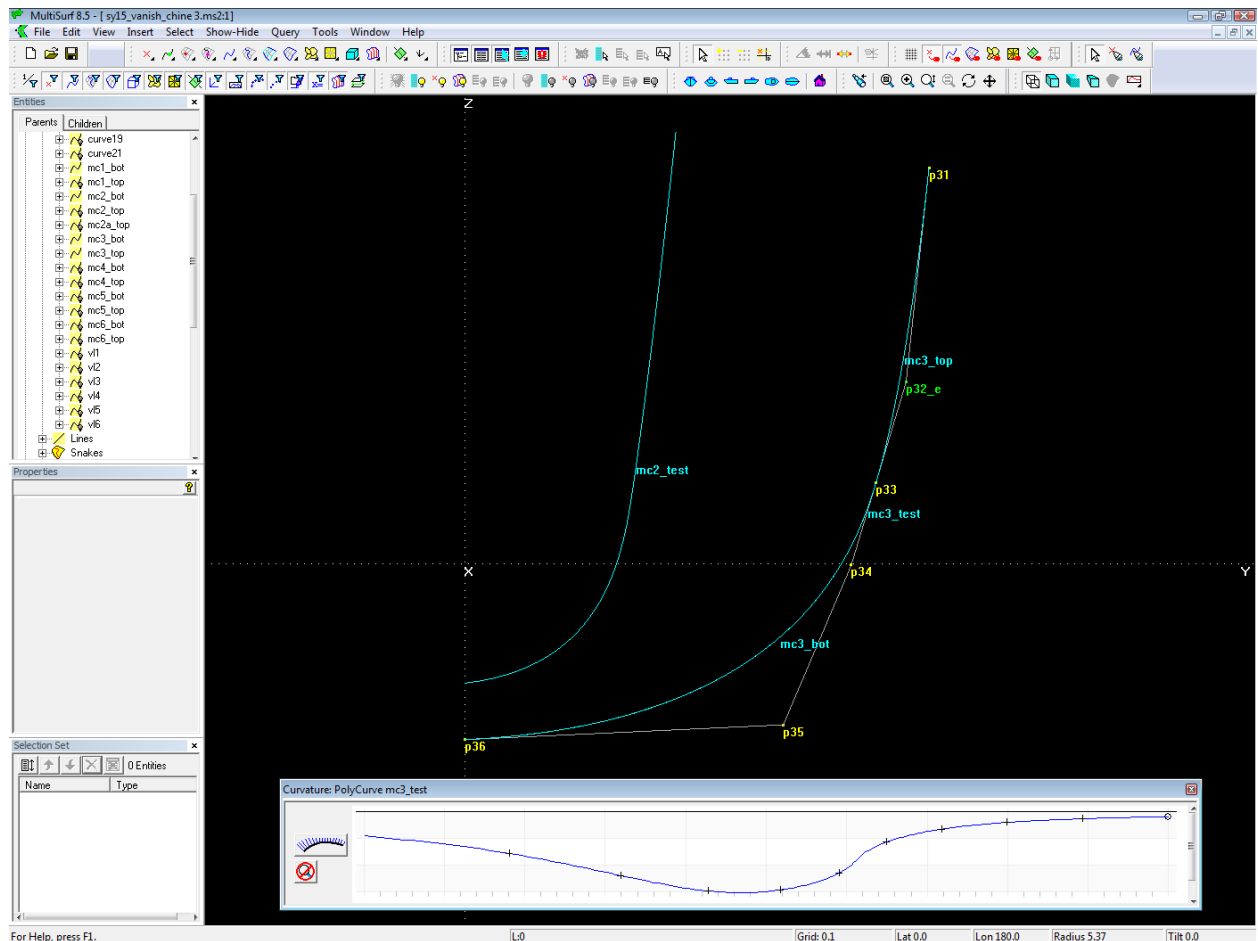 MultiSurf 8.5 - [ sy15_vanish_chine 3.ms2:1]
File Edit View Insert Select Show-Hide Query Tools Window Help
Entities
Parents Children
curve19
curve21
mc1_bot
mc1_top
mc2_bot
mc2_top
mc2a_top
mc3_bot
mc3_top
mc4_bot
mc4_top
mc5_bot
mc5_top
mc6_bot
mc6_top
vl1
vl2
vl3
vl4
vl5
vl6
Lines
Snakes
Properties
Selection Set
0 Entities
Name Type
Z
p31
mc3_top
p32_e
mc2_test
p33
mc3_test
X
p34
Y
mc3_bot
p35
p36
Curvature: PolyCurve mc3_test
For Help, press F1.
L:0
Grid: 0.1
Lat 0.0
Lon 180.0
Radius 5.37
Tilt 0.0